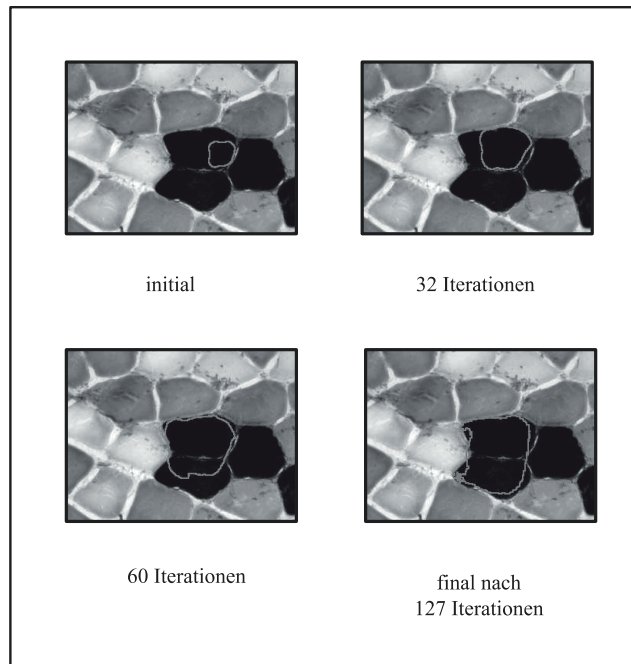 initial
32 Iterationen
60 Iterationen
final nach
127 Iterationen